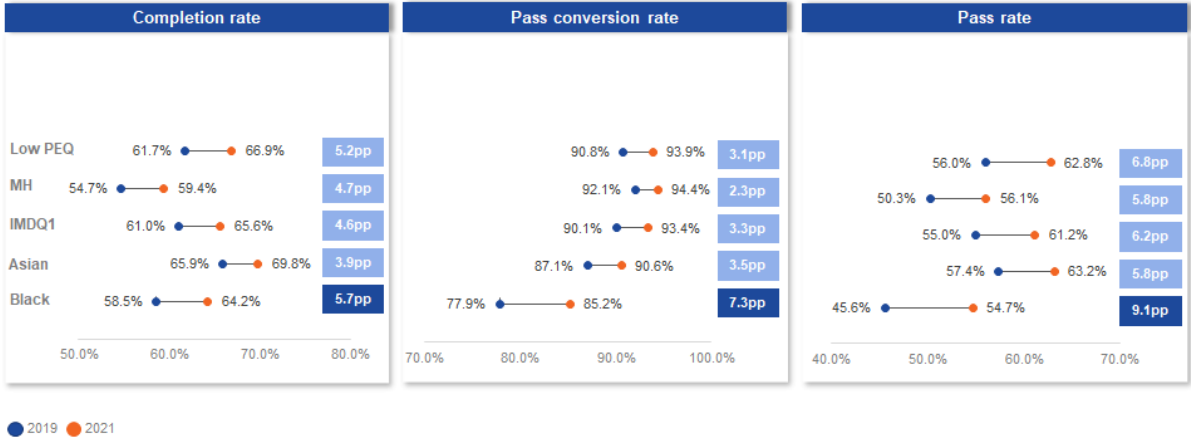 Completion rate
Low PEQ 61.7% 66.9% 5.2pp
MH 54.7% 59.4% 4.7pp
IMDQ1 61.0% 65.6% 4.6pp
Asian 65.9% 69.8% 3.9pp
Black 58.5% 64.2% 5.7pp
50.0% 60.0% 70.0% 80.0%
Pass conversion rate
90.8% 93.9% 3.1pp
92.1% 94.4% 2.3pp
90.1% 93.4% 3.3pp
87.1% 90.6% 3.5pp
77.9% 85.2% 7.3pp
70.0% 80.0% 90.0% 100.0%
Pass rate
56.0% 62.8% 6.8pp
50.3% 56.1% 5.8pp
55.0% 61.2% 6.2pp
57.4% 63.2% 5.8pp
45.6% 54.7% 9.1pp
40.0% 50.0% 60.0% 70.0%
2019 2021